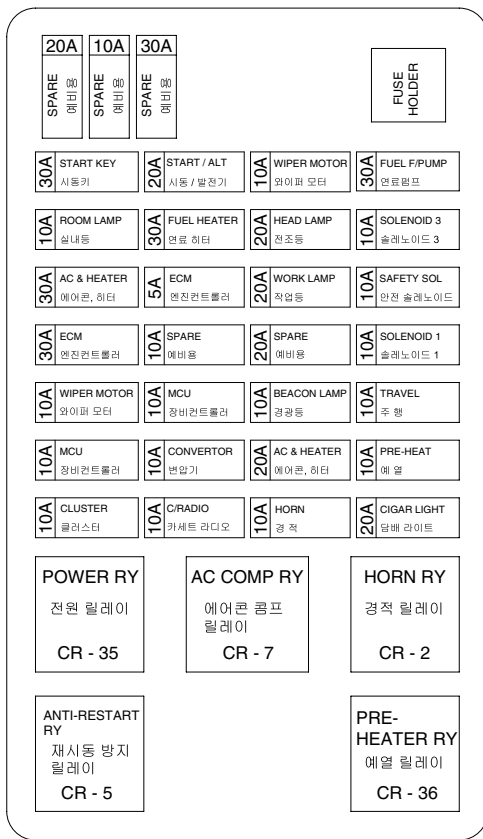 20A 10A 30A
SPARE 예비용
SPARE 예비용
SPARE 예비용
FUSE
HOLDER
30A START KEY
시동키
20A START / ALT
시동 / 발전기
10A WIPER MOTOR
와이퍼 모터
30A FUEL F/PUMP
연료펌프
10A ROOM LAMP
실내등
30A FUEL HEATER
연료 히터
20A HEAD LAMP
전조등
10A SOLENOID 3
솔레노이드 3
30A AC & HEATER
에어콘, 히터
5A ECM
엔진컨트롤러
20A WORK LAMP
작업등
10A SAFETY SOL
안전 솔레노이드
30A ECM
엔진컨트롤러
10A SPARE
예비용
20A SPARE
예비용
10A SOLENOID 1
솔레노이드 1
10A WIPER MOTOR
와이퍼 모터
10A MCU
장비컨트롤러
10A BEACON LAMP
경광등
10A TRAVEL
주 행
10A MCU
장비컨트롤러
10A CONVERTOR
변압기
20A AC & HEATER
에어콘, 히터
10A PRE-HEAT
예 열
10A CLUSTER
클러스터
10A C/RADIO
카세트 라디오
10A HORN
경 적
20A CIGAR LIGHT
담배 라이트
POWER RY
전원 릴레이
CR - 35
AC COMP RY
에어콘 콤프
릴레이
CR - 7
HORN RY
경적 릴레이
CR - 2
ANTI-RESTART
RY
재시동 방지
릴레이
CR - 5
PRE-
HEATER RY
예열 릴레이
CR - 36